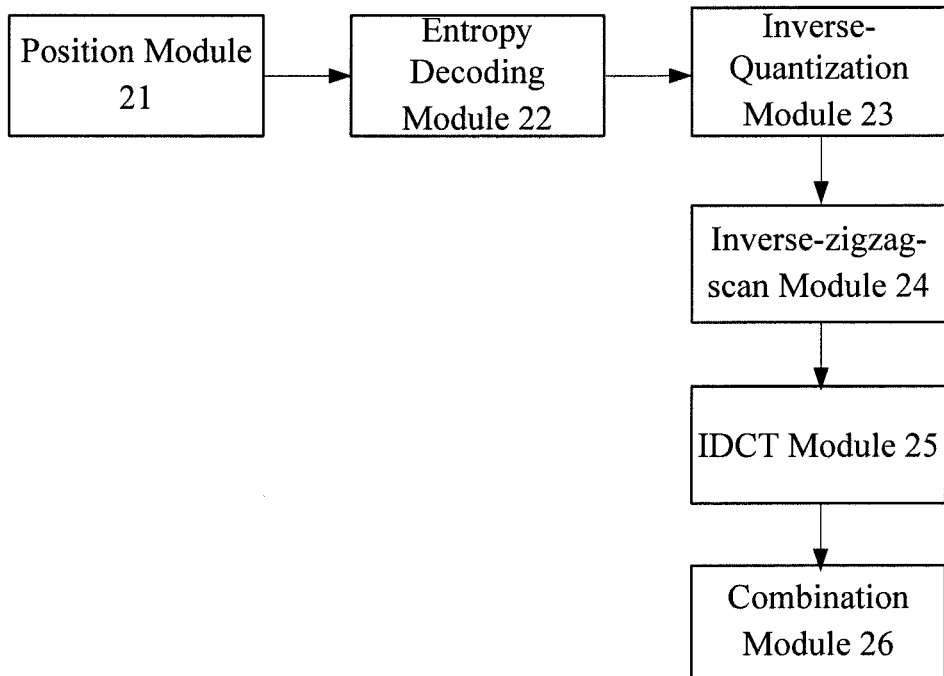 Position Module
21
Entropy
Decoding
Module 22
Inverse-
Quantization
Module 23
Inverse-zigzag-
scan Module 24
IDCT Module 25
Combination
Module 26